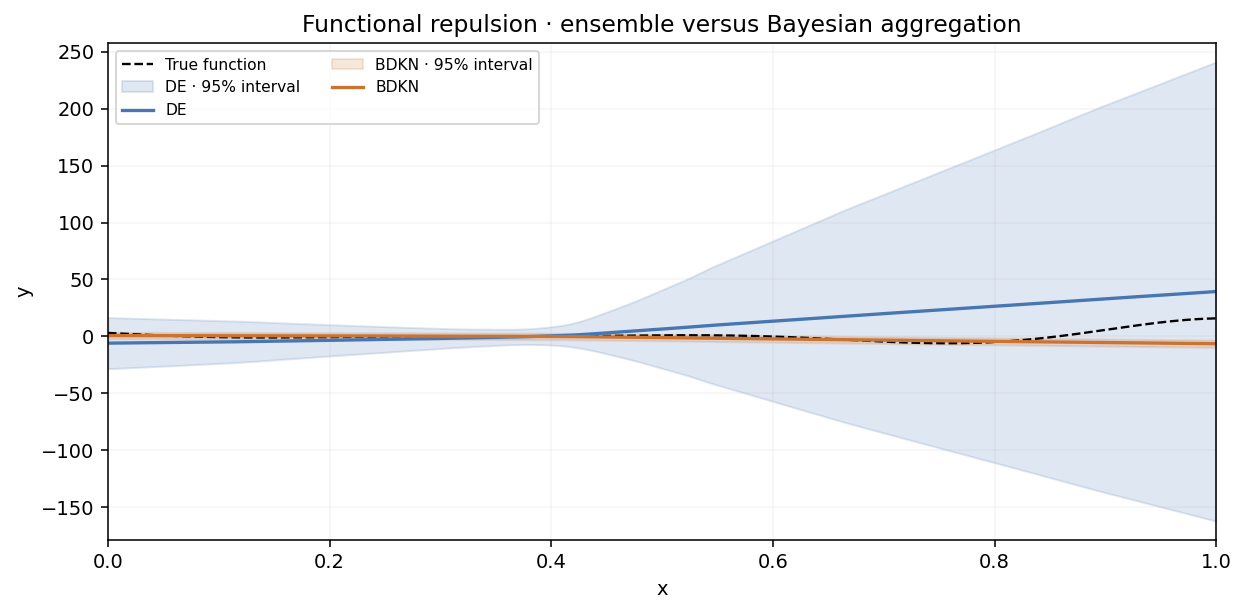 Functional repulsion · ensemble versus Bayesian aggregation
True function
DE · 95% interval
DE
BDKN · 95% interval
BDKN
250
200
150
100
50
0
−50
−100
−150
y
0.0 0.2 0.4 0.6 0.8 1.0
x